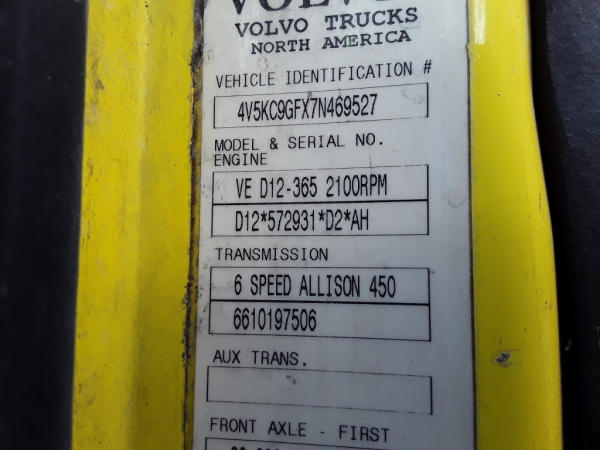 VOLVO
VOLVO TRUCKS
NORTH AMERICA
VEHICLE IDENTIFICATION #
4V5KC9GFX7N469527
MODEL & SERIAL NO.
ENGINE
VE D12-365 2100RPM
D12*572931*D2*AH
TRANSMISSION
6 SPEED ALLISON 450
6610197506
AUX TRANS.
FRONT AXLE - FIRST